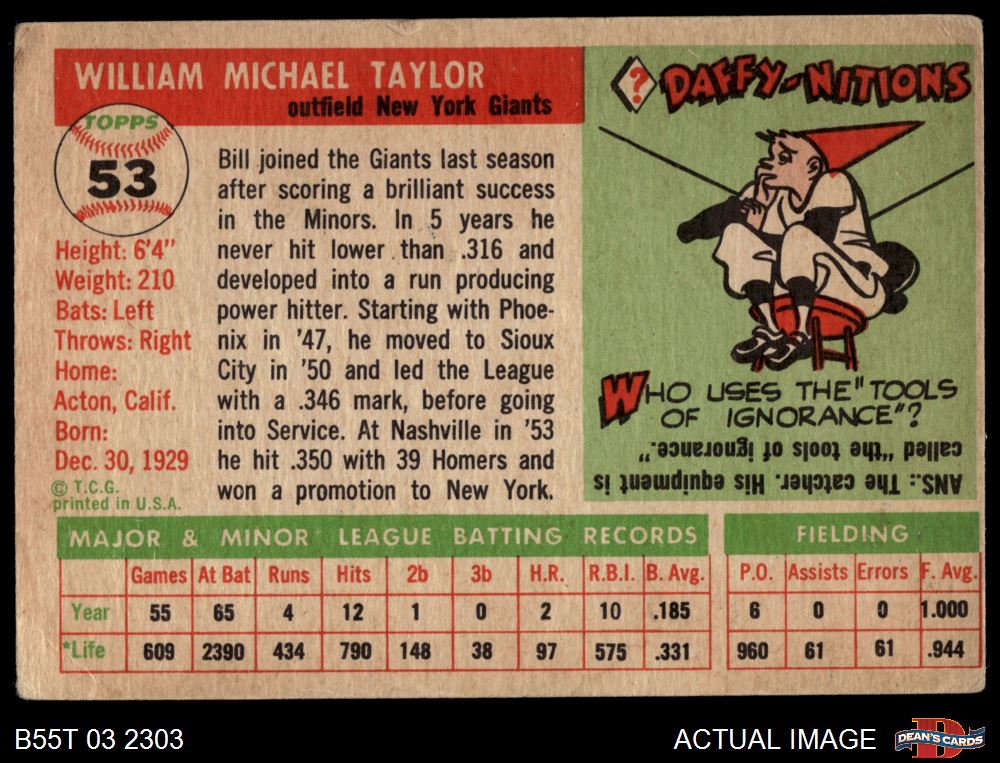 WILLIAM MICHAEL TAYLOR
outfield New York Giants
TOPPS
53
Height: 6'4"
Weight: 210
Bats: Left
Throws: Right
Home:
Acton, Calif.
Born:
Dec. 30, 1929
© T.C.G.
printed in U.S.A.
Bill joined the Giants last season
after scoring a brilliant success
in the Minors. In 5 years he
never hit lower than .316 and
developed into a run producing
power hitter. Starting with Phoe-
nix in '47, he moved to Sioux
City in '50 and led the League
with a .346 mark, before going
into Service. At Nashville in '53
he hit .350 with 39 Homers and
won a promotion to New York.
? DAFFY-NITIONS
WHO USES THE "TOOLS
OF IGNORANCE"?
ANS.: The catcher. His equipment is
called "the tools of ignorance."
MAJOR & MINOR LEAGUE BATTING RECORDS
Games At Bat Runs Hits 2b 3b H.R. R.B.I. B. Avg.
Year 55 65 4 12 1 0 2 10 .185
*Life 609 2390 434 790 148 38 97 575 .331
FIELDING
P.O. Assists Errors F. Avg.
6 0 0 1.000
960 61 61 .944
B55T 03 2303
ACTUAL IMAGE
D
DEAN'S CARDS